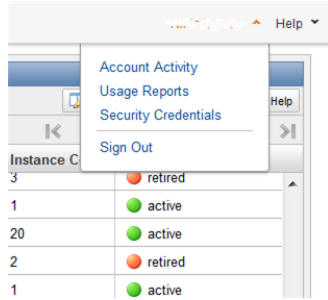 Help
Account Activity
Usage Reports
Security Credentials
Sign Out
Help
Instance C
3 retired
1 active
20 active
2 retired
1 active